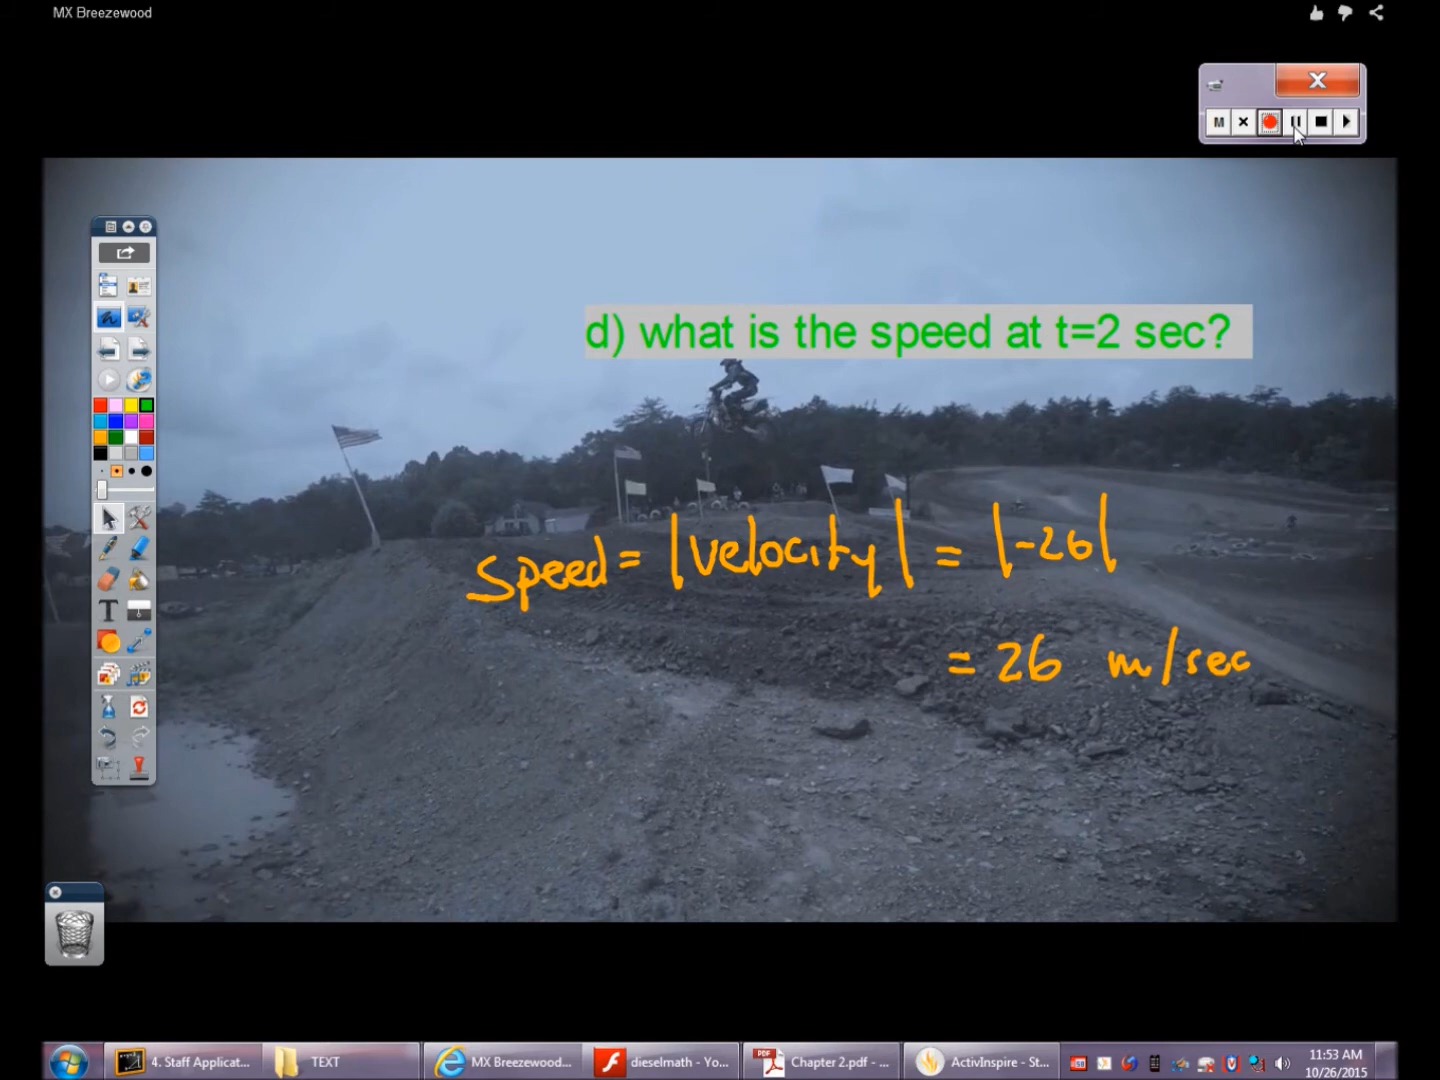 MX Breezewood
M
d) what is the speed at t=2 sec?
speed = |velocity| = |-26|
= 26 m/sec
T
4. Staff Applicat...
TEXT
MX Breezewood...
dieselmath - Yo...
PDF
Chapter 2.pdf - ...
ActivInspire - St...
11:53 AM
10/26/2015